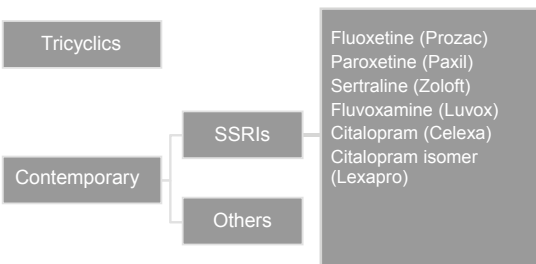 Tricyclics
Contemporary
SSRIs
Others
Fluoxetine (Prozac)
Paroxetine (Paxil)
Sertraline (Zoloft)
Fluvoxamine (Luvox)
Citalopram (Celexa)
Citalopram isomer
(Lexapro)